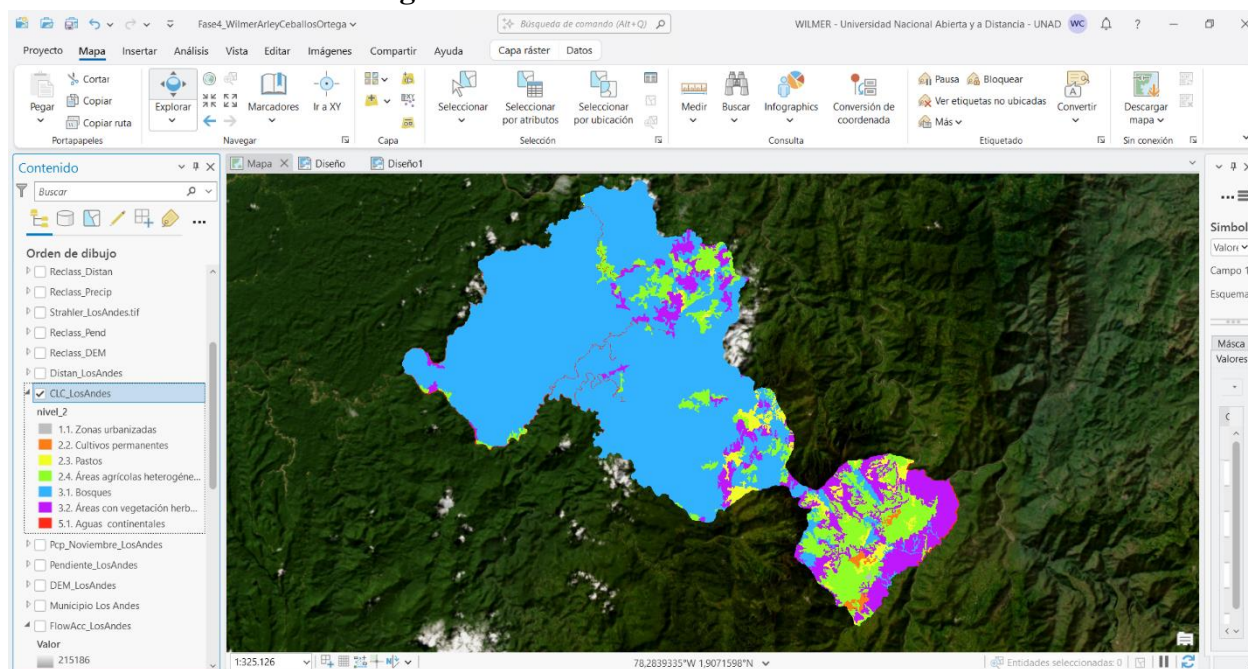 Fase4_WilmerArleyCeballosOrtega
Búsqueda de comando (Alt+Q)
WILMER - Universidad Nacional Abierta y a Distancia - UNAD
WC
?
Proyecto Mapa Insertar Análisis Vista Editar Imágenes Compartir Ayuda Capa ráster Datos
Pegar
Cortar
Copiar
Copiar ruta
Portapapeles
Explorar
Marcadores
Ir a XY
Navegar
Capa
Seleccionar
Seleccionar por atributos
Seleccionar por ubicación
Selección
Medir
Buscar
Infographics
Conversión de coordenada
Consulta
Pausa
Bloquear
Ver etiquetas no ubicadas
Más
Convertir
Etiquetado
Descargar mapa
Sin conexión
Contenido
Buscar
Orden de dibujo
Reclass_Distan
Reclass_Precip
Strahler_LosAndes.tif
Reclass_Pend
Reclass_DEM
Distan_LosAndes
CLC_LosAndes
nivel_2
1.1. Zonas urbanizadas
2.2. Cultivos permanentes
2.3. Pastos
2.4. Áreas agrícolas heterogéne...
3.1. Bosques
3.2. Áreas con vegetación herb...
5.1. Aguas continentales
Pcp_Noviembre_LosAndes
Pendiente_LosAndes
DEM_LosAndes
Municipio Los Andes
FlowAcc_LosAndes
Valor
215186
Mapa
Diseño
Diseño1
1:325.126
78,2839335°W 1,9071598°N
Entidades seleccionadas: 0
Simbol
Valore
Campo 1
Esquema
Másca
Valores